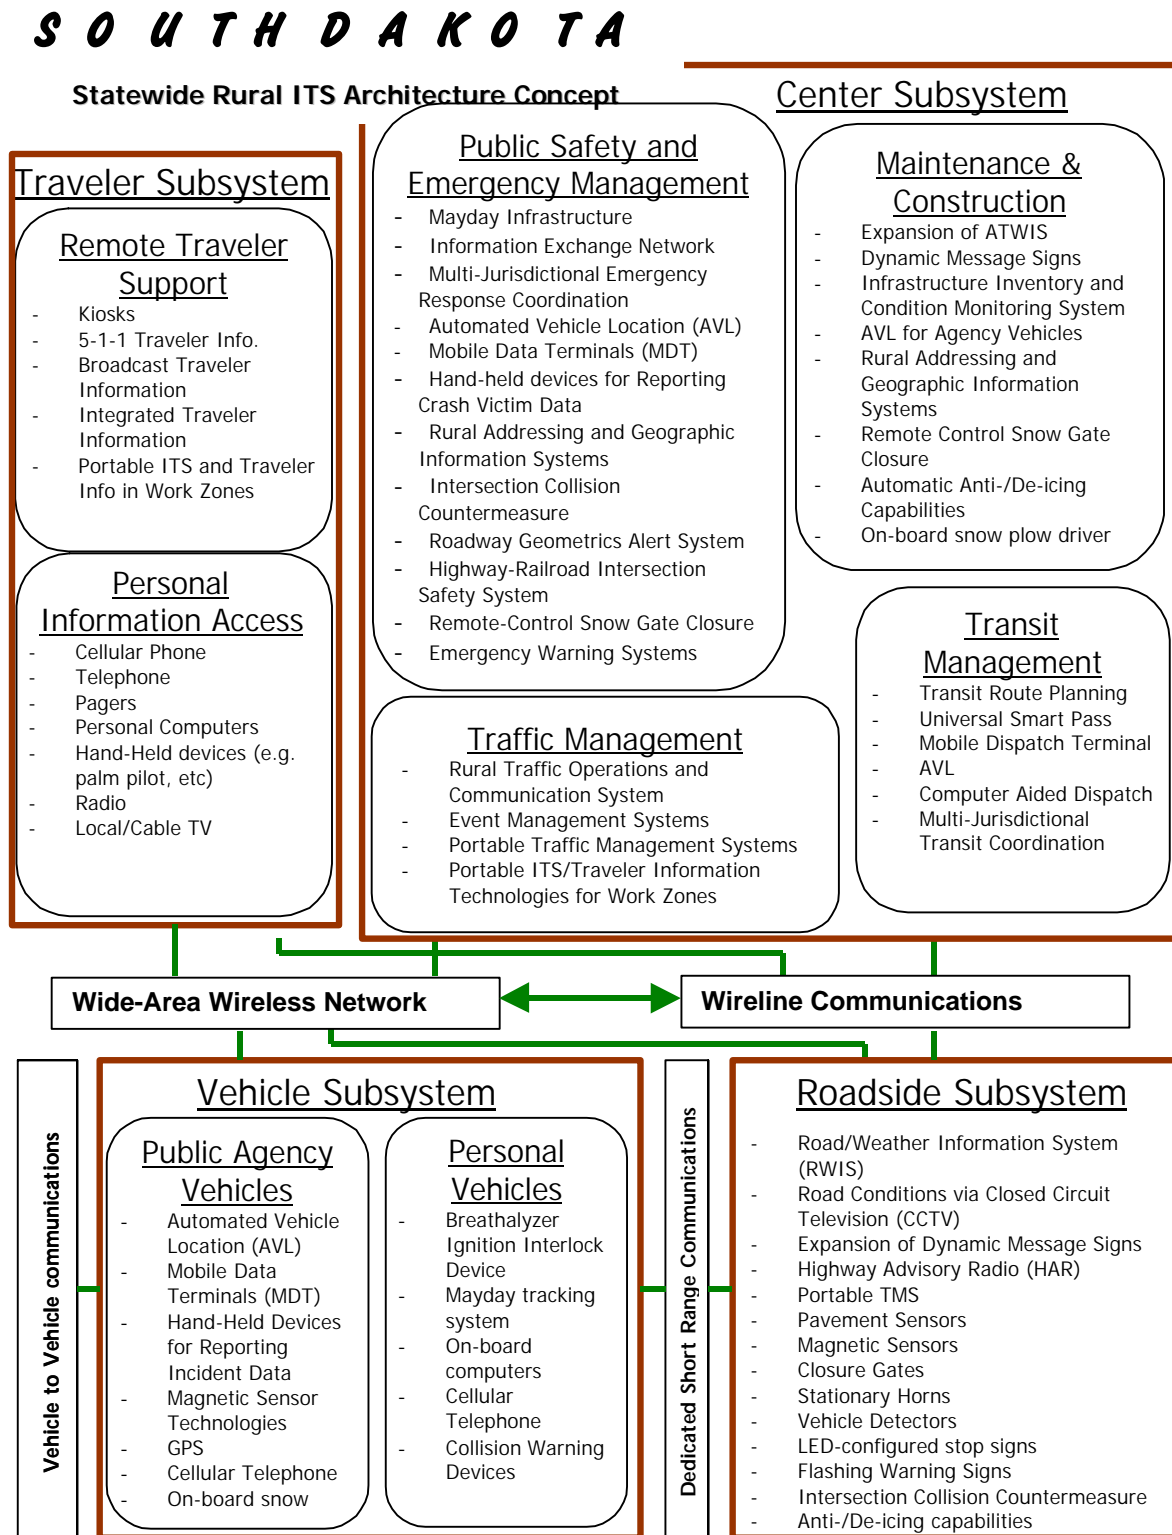 SOUTH DAKOTA
Statewide Rural ITS Architecture Concept
Center Subsystem
Traveler Subsystem
Remote Traveler
Support
- Kiosks
- 5-1-1 Traveler Info.
- Broadcast Traveler
Information
- Integrated Traveler
Information
- Portable ITS and Traveler
Info in Work Zones
Personal
Information Access
- Cellular Phone
- Telephone
- Pagers
- Personal Computers
- Hand-Held devices (e.g.
palm pilot, etc)
- Radio
- Local/Cable TV
Public Safety and
Emergency Management
- Mayday Infrastructure
- Information Exchange Network
- Multi-Jurisdictional Emergency
Response Coordination
- Automated Vehicle Location (AVL)
- Mobile Data Terminals (MDT)
- Hand-held devices for Reporting
Crash Victim Data
- Rural Addressing and Geographic
Information Systems
- Intersection Collision
Countermeasure
- Roadway Geometrics Alert System
- Highway-Railroad Intersection
Safety System
- Remote-Control Snow Gate Closure
- Emergency Warning Systems
Traffic Management
- Rural Traffic Operations and
Communication System
- Event Management Systems
- Portable Traffic Management Systems
- Portable ITS/Traveler Information
Technologies for Work Zones
Maintenance &
Construction
- Expansion of ATWIS
- Dynamic Message Signs
- Infrastructure Inventory and
Condition Monitoring System
- AVL for Agency Vehicles
- Rural Addressing and
Geographic Information
Systems
- Remote Control Snow Gate
Closure
- Automatic Anti-/De-icing
Capabilities
- On-board snow plow driver
Transit
Management
- Transit Route Planning
- Universal Smart Pass
- Mobile Dispatch Terminal
- AVL
- Computer Aided Dispatch
- Multi-Jurisdictional
Transit Coordination
Wide-Area Wireless Network
Wireline Communications
Vehicle to Vehicle communications
Vehicle Subsystem
Public Agency
Vehicles
- Automated Vehicle
Location (AVL)
- Mobile Data
Terminals (MDT)
- Hand-Held Devices
for Reporting
Incident Data
- Magnetic Sensor
Technologies
- GPS
- Cellular Telephone
- On-board snow
Personal
Vehicles
- Breathalyzer
Ignition Interlock
Device
- Mayday tracking
system
- On-board
computers
- Cellular
Telephone
- Collision Warning
Devices
Dedicated Short Range Communications
Roadside Subsystem
- Road/Weather Information System
(RWIS)
- Road Conditions via Closed Circuit
Television (CCTV)
- Expansion of Dynamic Message Signs
- Highway Advisory Radio (HAR)
- Portable TMS
- Pavement Sensors
- Magnetic Sensors
- Closure Gates
- Stationary Horns
- Vehicle Detectors
- LED-configured stop signs
- Flashing Warning Signs
- Intersection Collision Countermeasure
- Anti-/De-icing capabilities